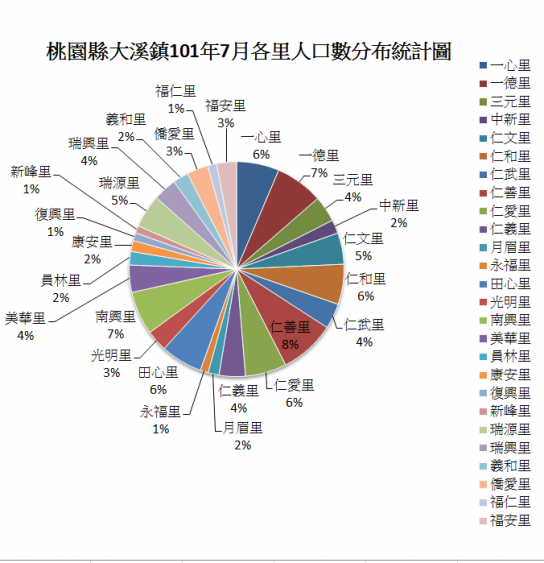 桃園縣大溪鎮101年7月各里人口數分布統計圖
一心里
6%
一德里
7%
三元里
4%
中新里
2%
仁文里
5%
仁和里
6%
仁武里
4%
仁善里
8%
仁愛里
6%
仁義里
4%
月眉里
2%
永福里
1%
田心里
6%
光明里
3%
南興里
7%
美華里
4%
員林里
2%
康安里
2%
復興里
1%
新峰里
1%
瑞源里
5%
瑞興里
4%
義和里
2%
僑愛里
3%
福仁里
1%
福安里
3%
一心里
一德里
三元里
中新里
仁文里
仁和里
仁武里
仁善里
仁愛里
仁義里
月眉里
永福里
田心里
光明里
南興里
美華里
員林里
康安里
復興里
新峰里
瑞源里
瑞興里
義和里
僑愛里
福仁里
福安里